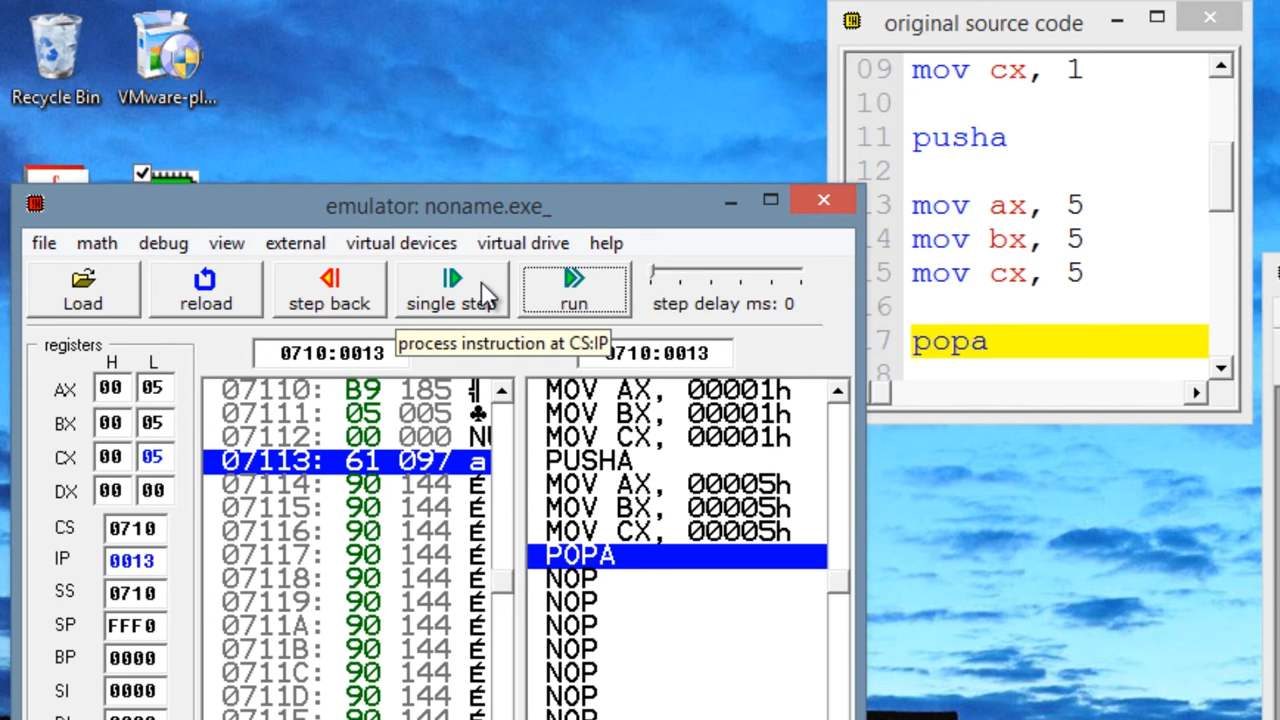 Recycle Bin
VMware-pl...
original source code
09 mov cx, 1
10
11 pusha
12
13 mov ax, 5
14 mov bx, 5
15 mov cx, 5
16
17 popa
emulator: noname.exe_
file math debug view external virtual devices virtual drive help
Load reload step back single step run step delay ms: 0
process instruction at CS:IP
registers
H L
0710:0013 0710:0013
AX 00 05
BX 00 05
CX 00 05
DX 00 00
CS 0710
IP 0013
SS 0710
SP FFF0
BP 0000
SI 0000
07110: B9 185 ╣
07111: 05 005 ♣
07112: 00 000 NU
07113: 61 097 a
07114: 90 144 É
07115: 90 144 É
07116: 90 144 É
07117: 90 144 É
07118: 90 144 É
07119: 90 144 É
0711A: 90 144 É
0711B: 90 144 É
0711C: 90 144 É
0711D: 90 144 É
MOV AX, 00001h
MOV BX, 00001h
MOV CX, 00001h
PUSHA
MOV AX, 00005h
MOV BX, 00005h
MOV CX, 00005h
POPA
NOP
NOP
NOP
NOP
NOP
NOP